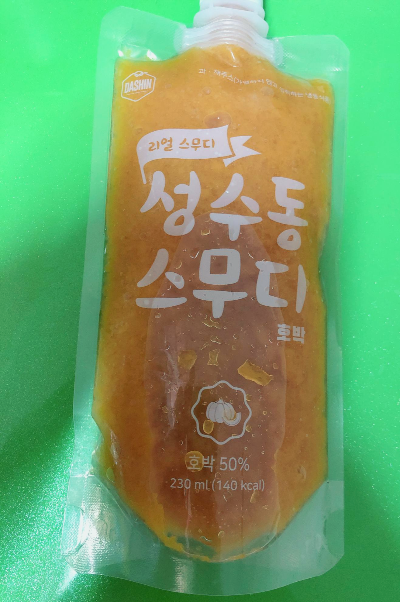 DASHIN
리얼 스무디
성수동
스무디
호박
호박 50%
230 ml (140 kcal)